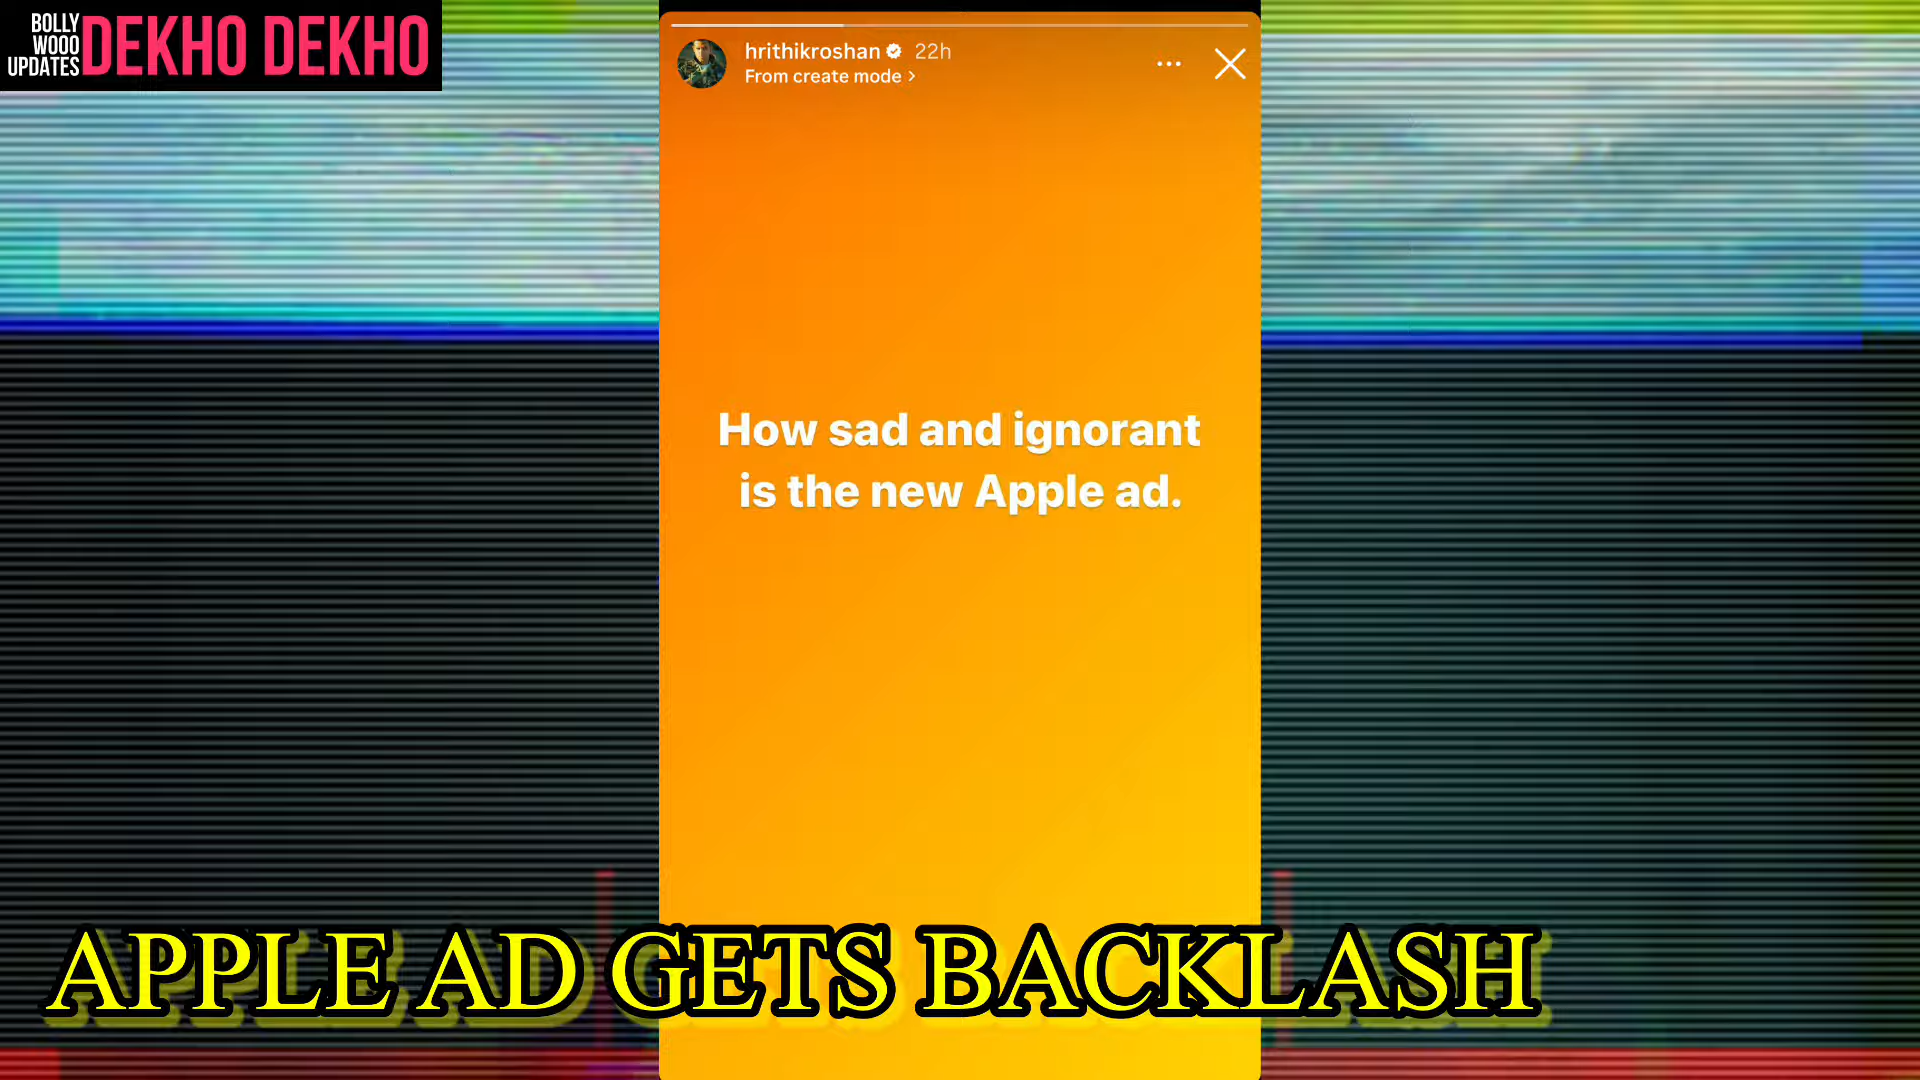 BOLLY
WOOO
UPDATES
DEKHO DEKHO
hrithikroshan 22h
From create mode >
How sad and ignorant
is the new Apple ad.
APPLE AD GETS BACKLASH